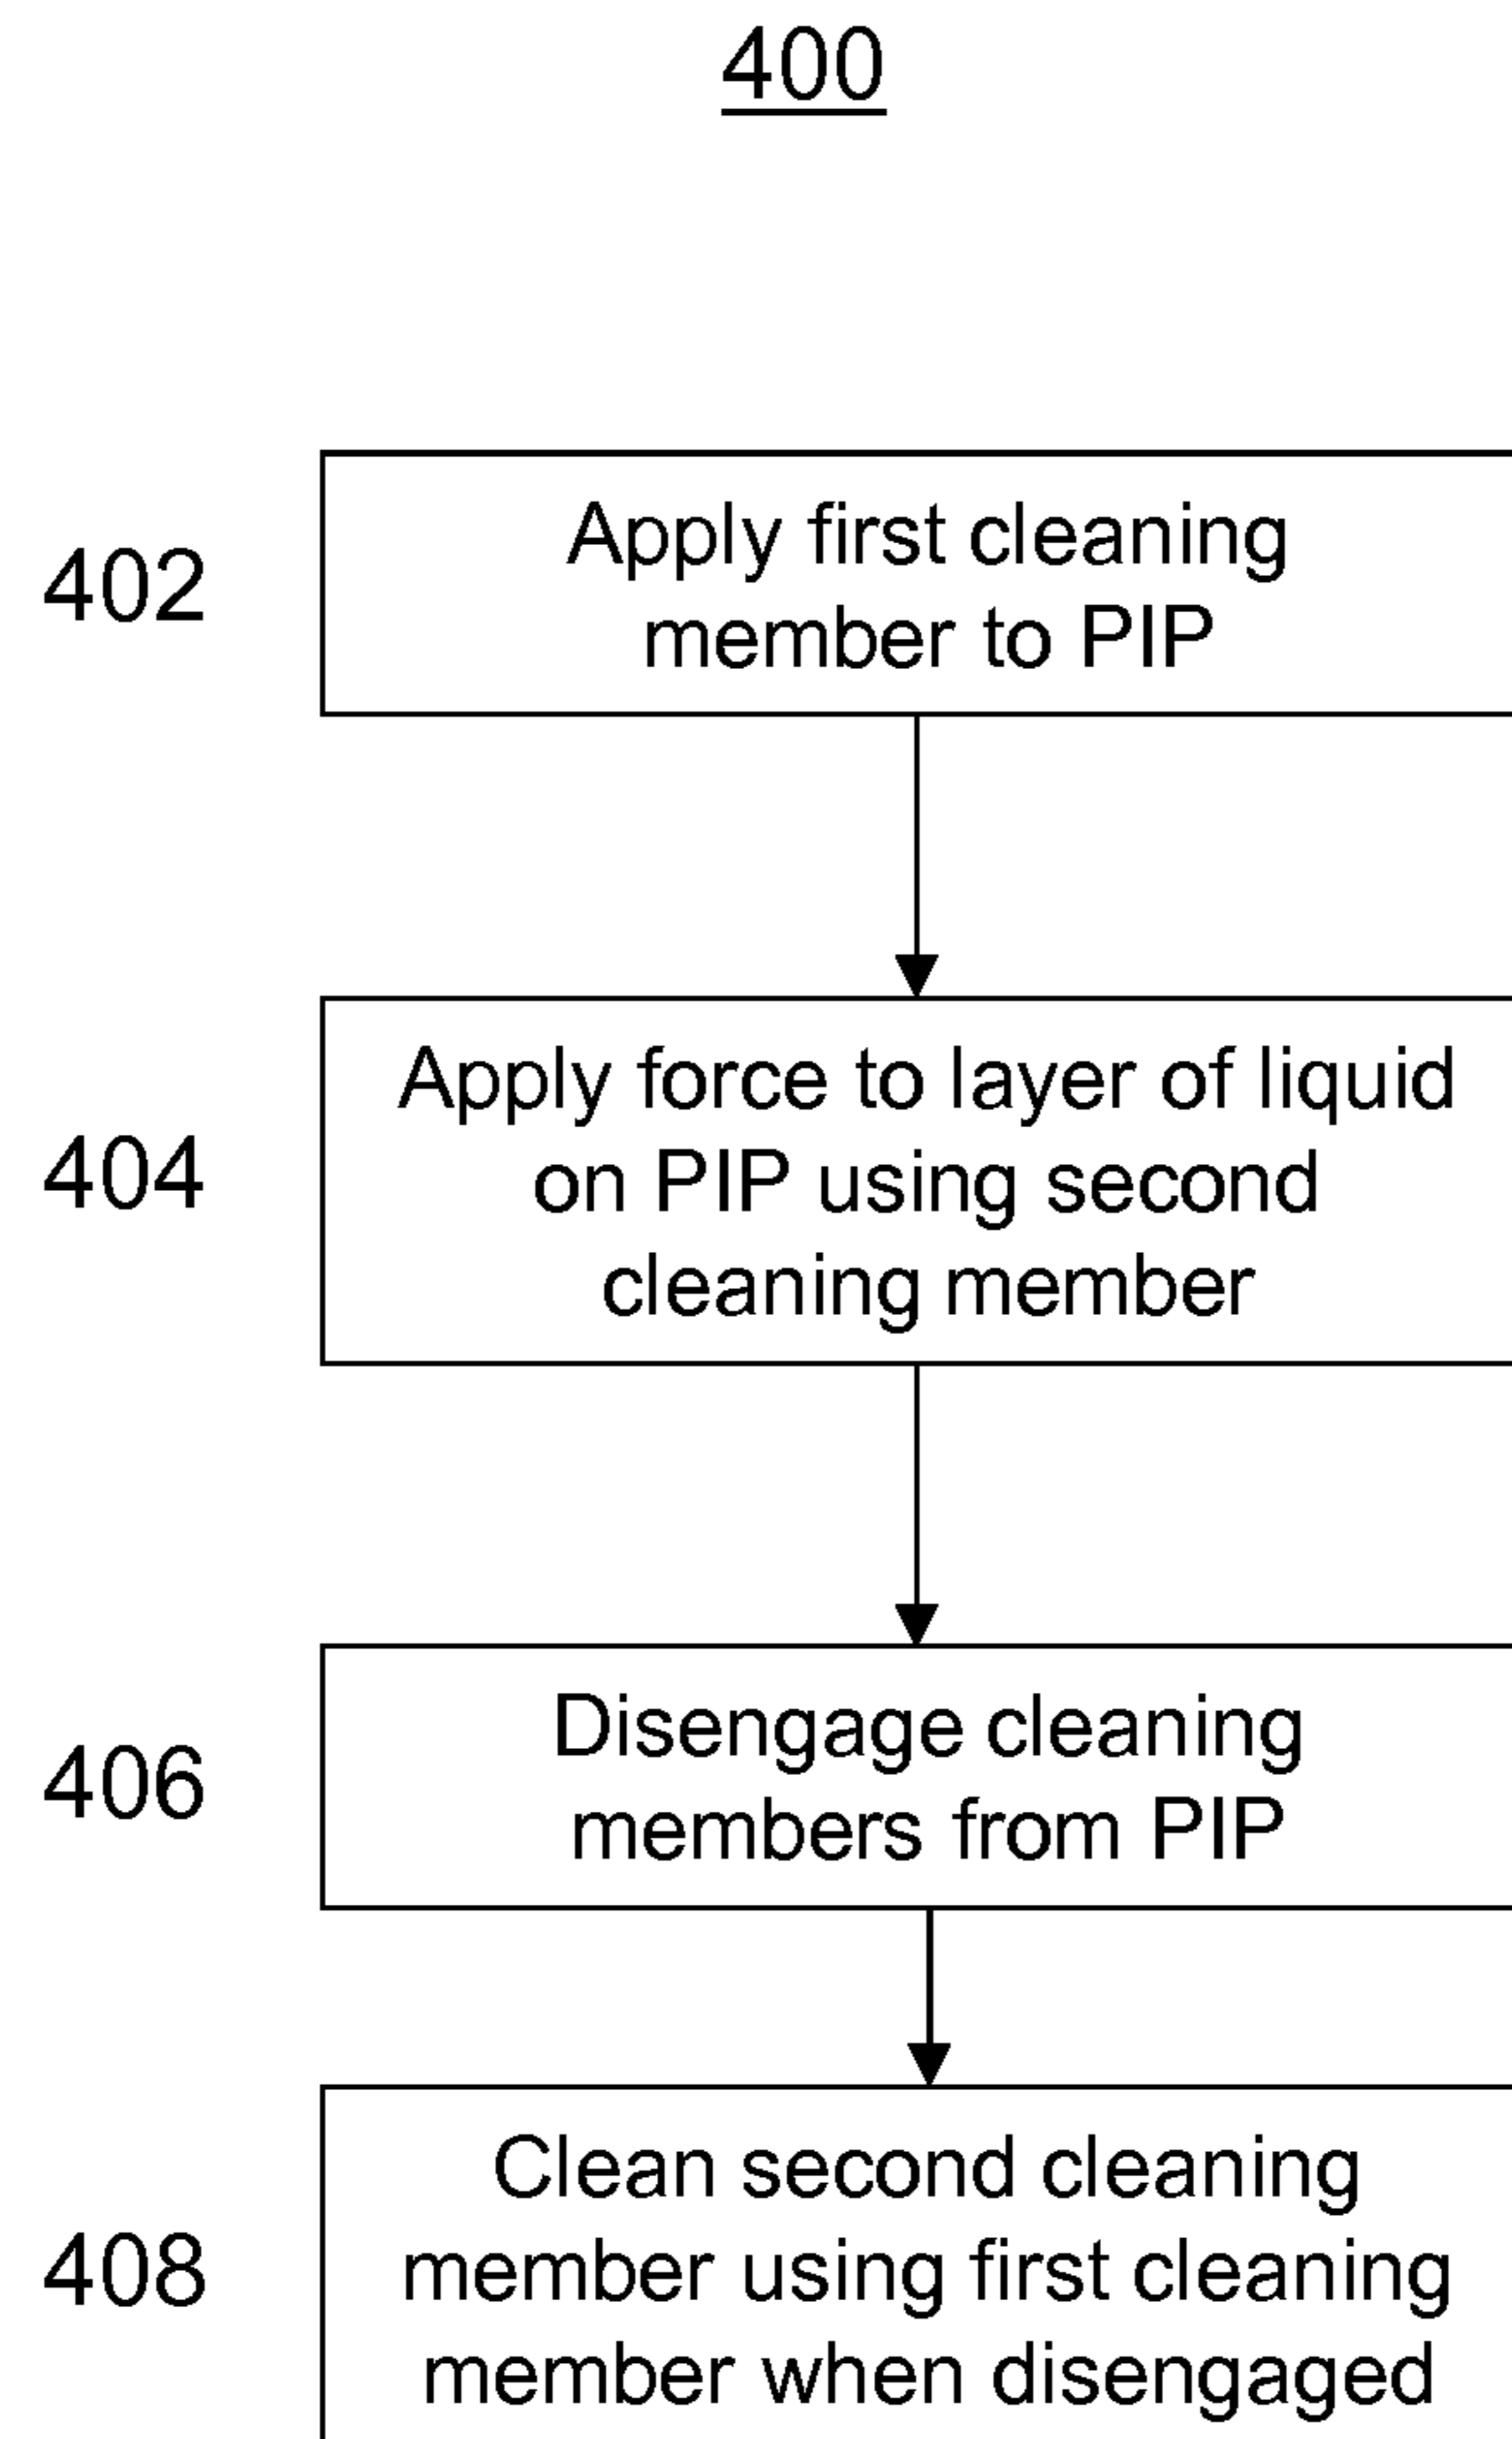 400
402
Apply first cleaning
member to PIP
404
Apply force to layer of liquid
on PIP using second
cleaning member
406
Disengage cleaning
members from PIP
408
Clean second cleaning
member using first cleaning
member when disengaged